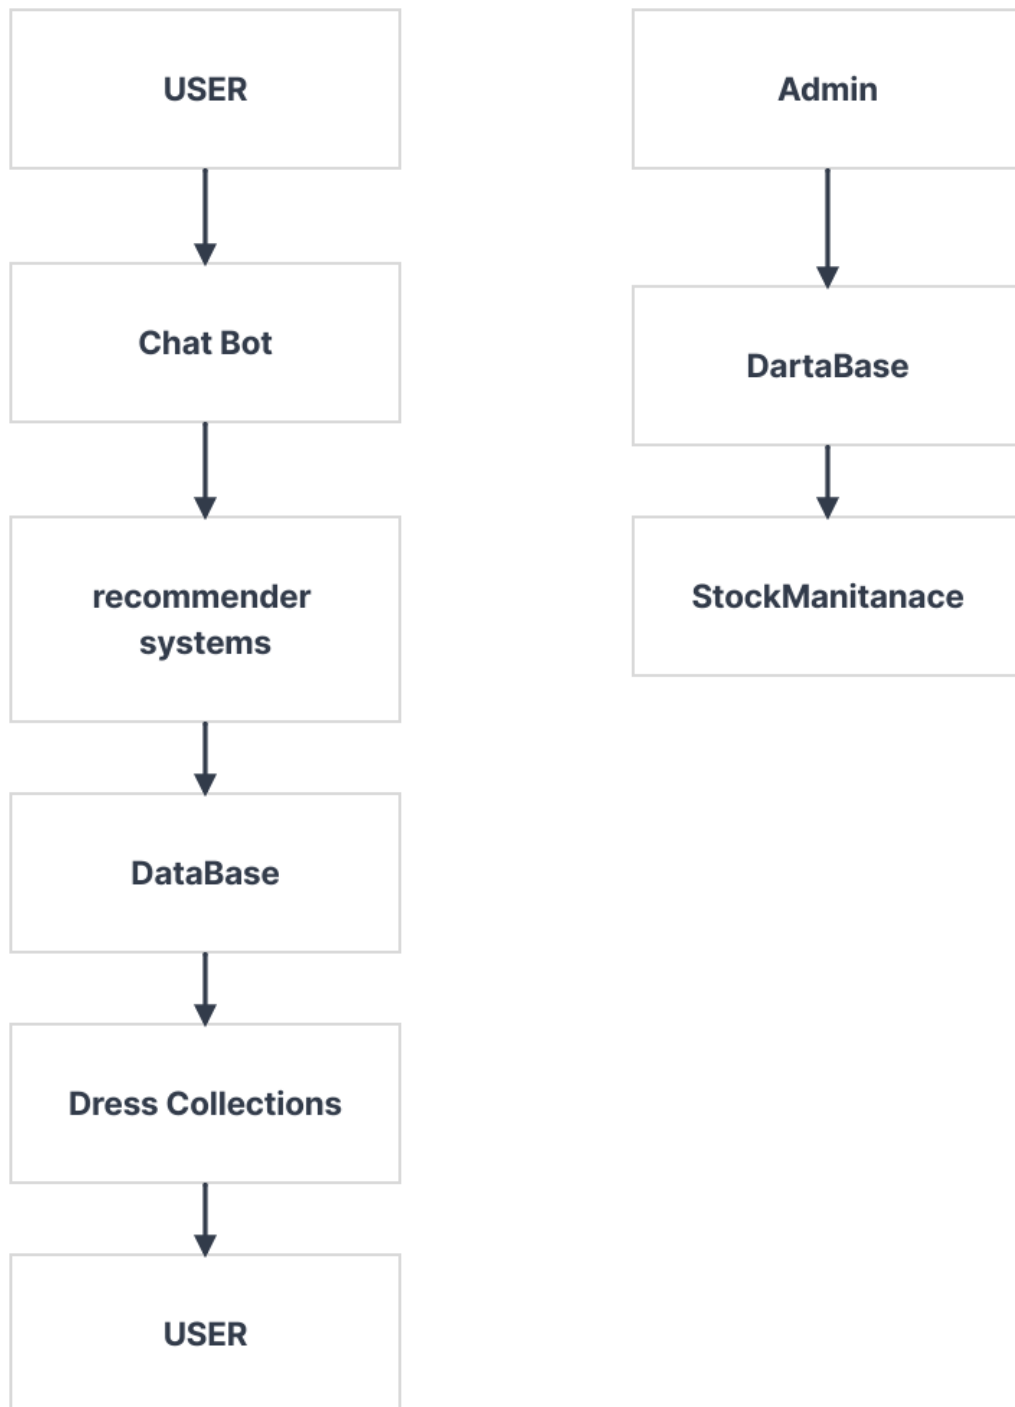 USER
Chat Bot
recommender
systems
DataBase
Dress Collections
USER
Admin
DartaBase
StockManitanace